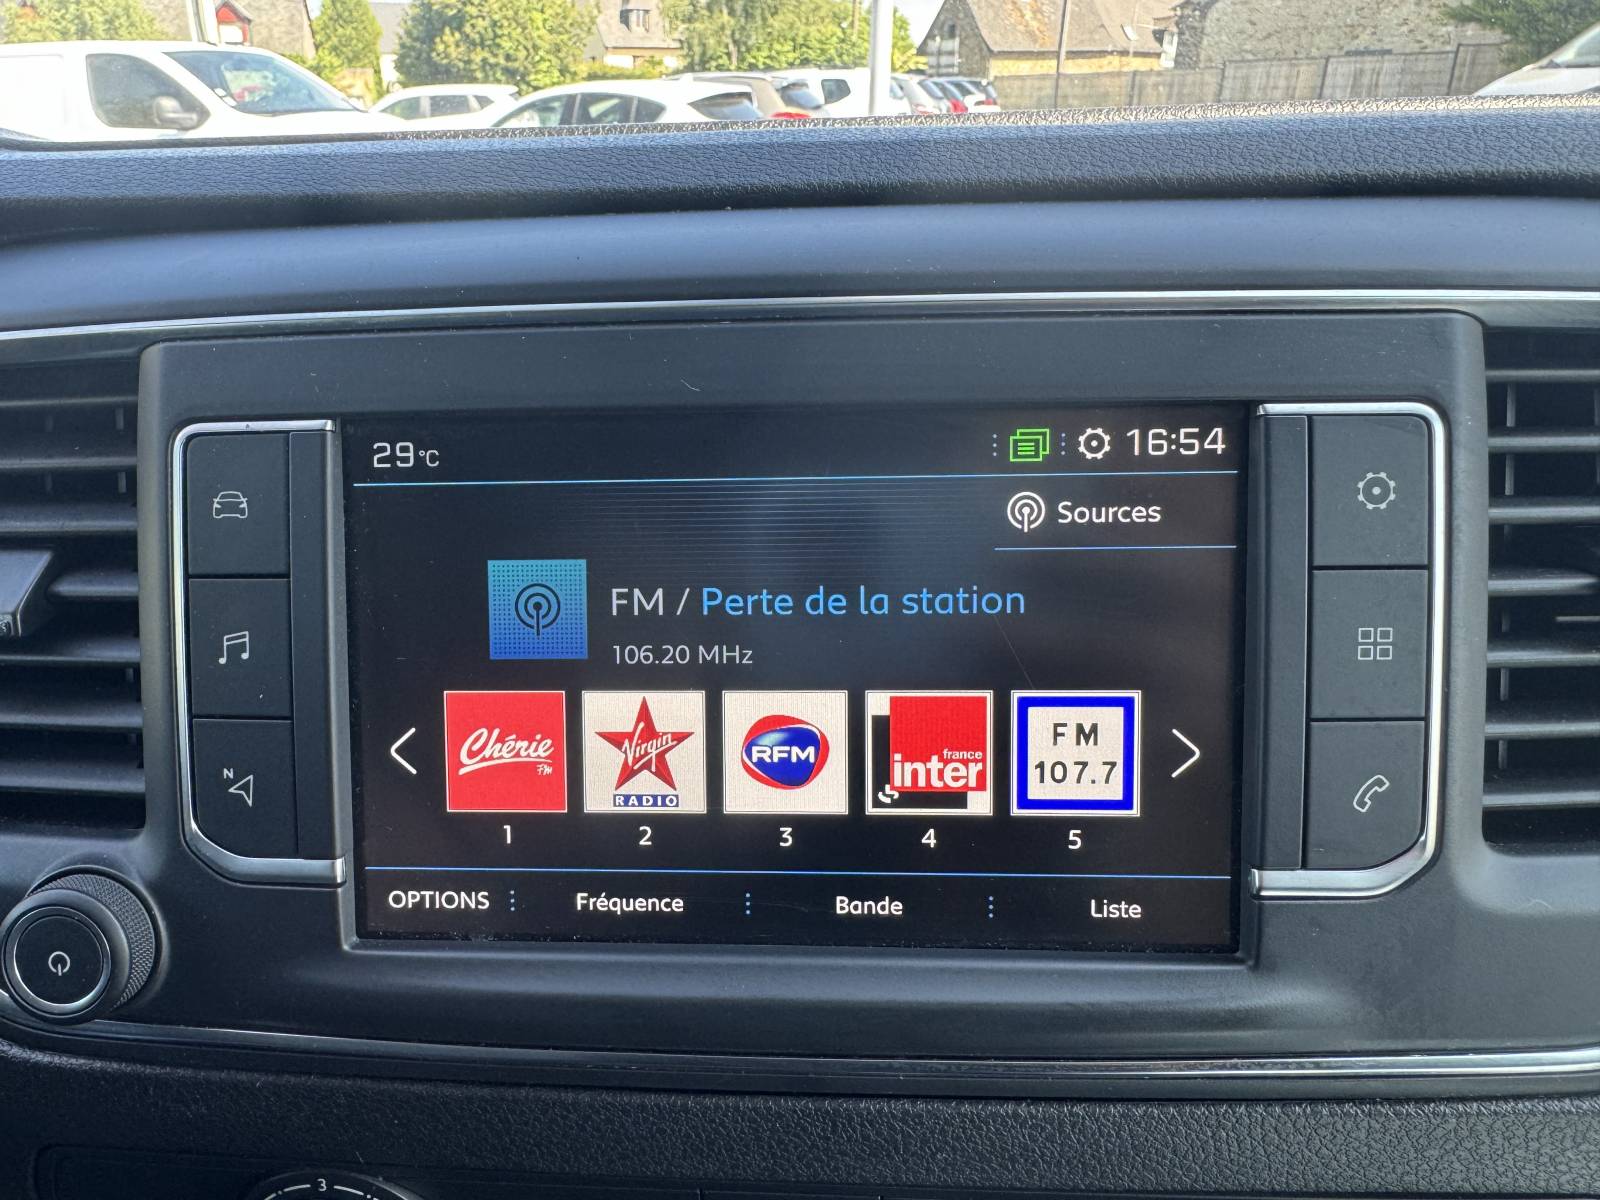 29°C
16:54
Sources
FM / Perte de la station
106.20 MHz
Chérie
FM
Virgin
RADIO
RFM
france
inter
FM
107.7
1
2
3
4
5
OPTIONS
Fréquence
Bande
Liste
N
3